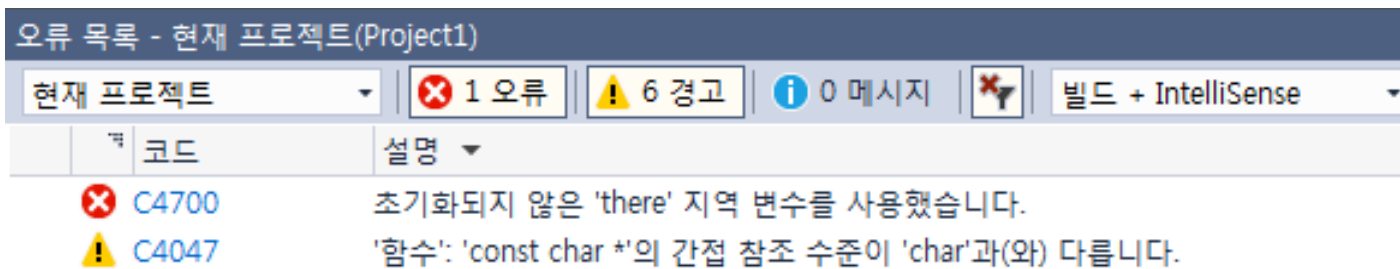 오류 목록 - 현재 프로젝트(Project1)
현재 프로젝트 1 오류 6 경고 0 메시지 빌드 + IntelliSense
코드 설명
C4700 초기화되지 않은 'there' 지역 변수를 사용했습니다.
C4047 '함수': 'const char *'의 간접 참조 수준이 'char'과(와) 다릅니다.